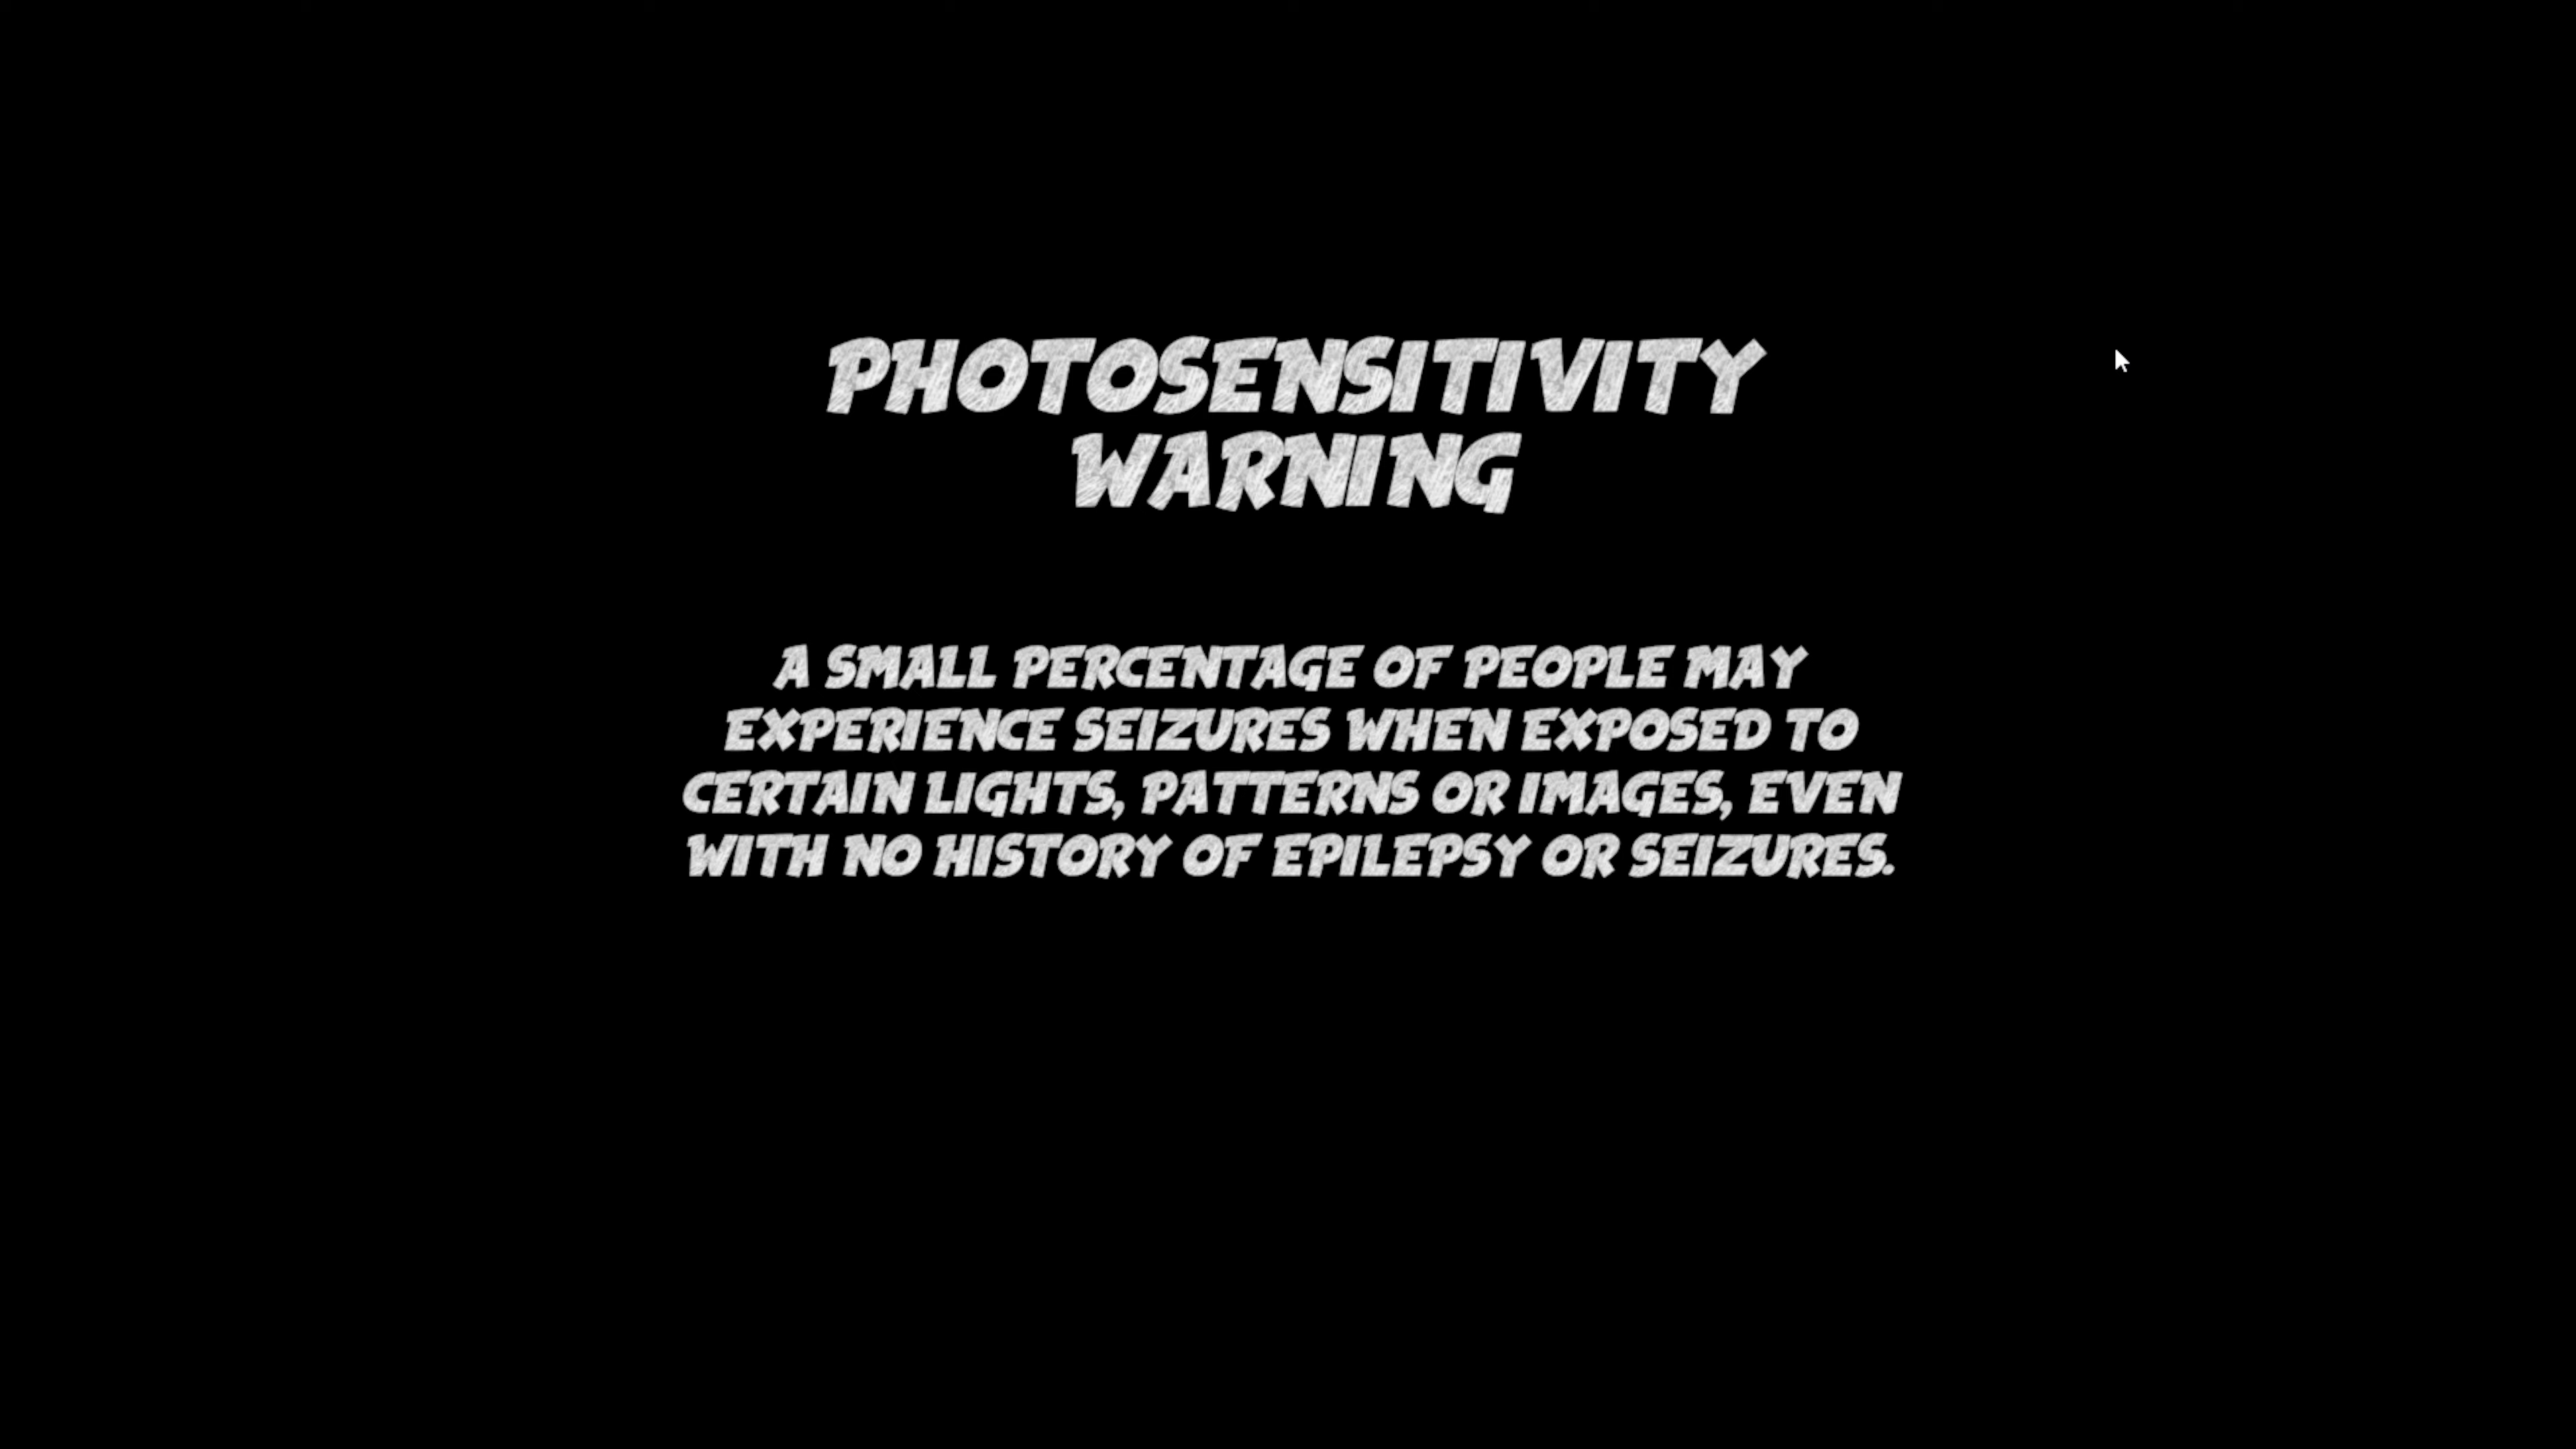 PHOTOSENSITIVITY
WARNING
A SMALL PERCENTAGE OF PEOPLE MAY
EXPERIENCE SEIZURES WHEN EXPOSED TO
CERTAIN LIGHTS, PATTERNS OR IMAGES, EVEN
WITH NO HISTORY OF EPILEPSY OR SEIZURES.